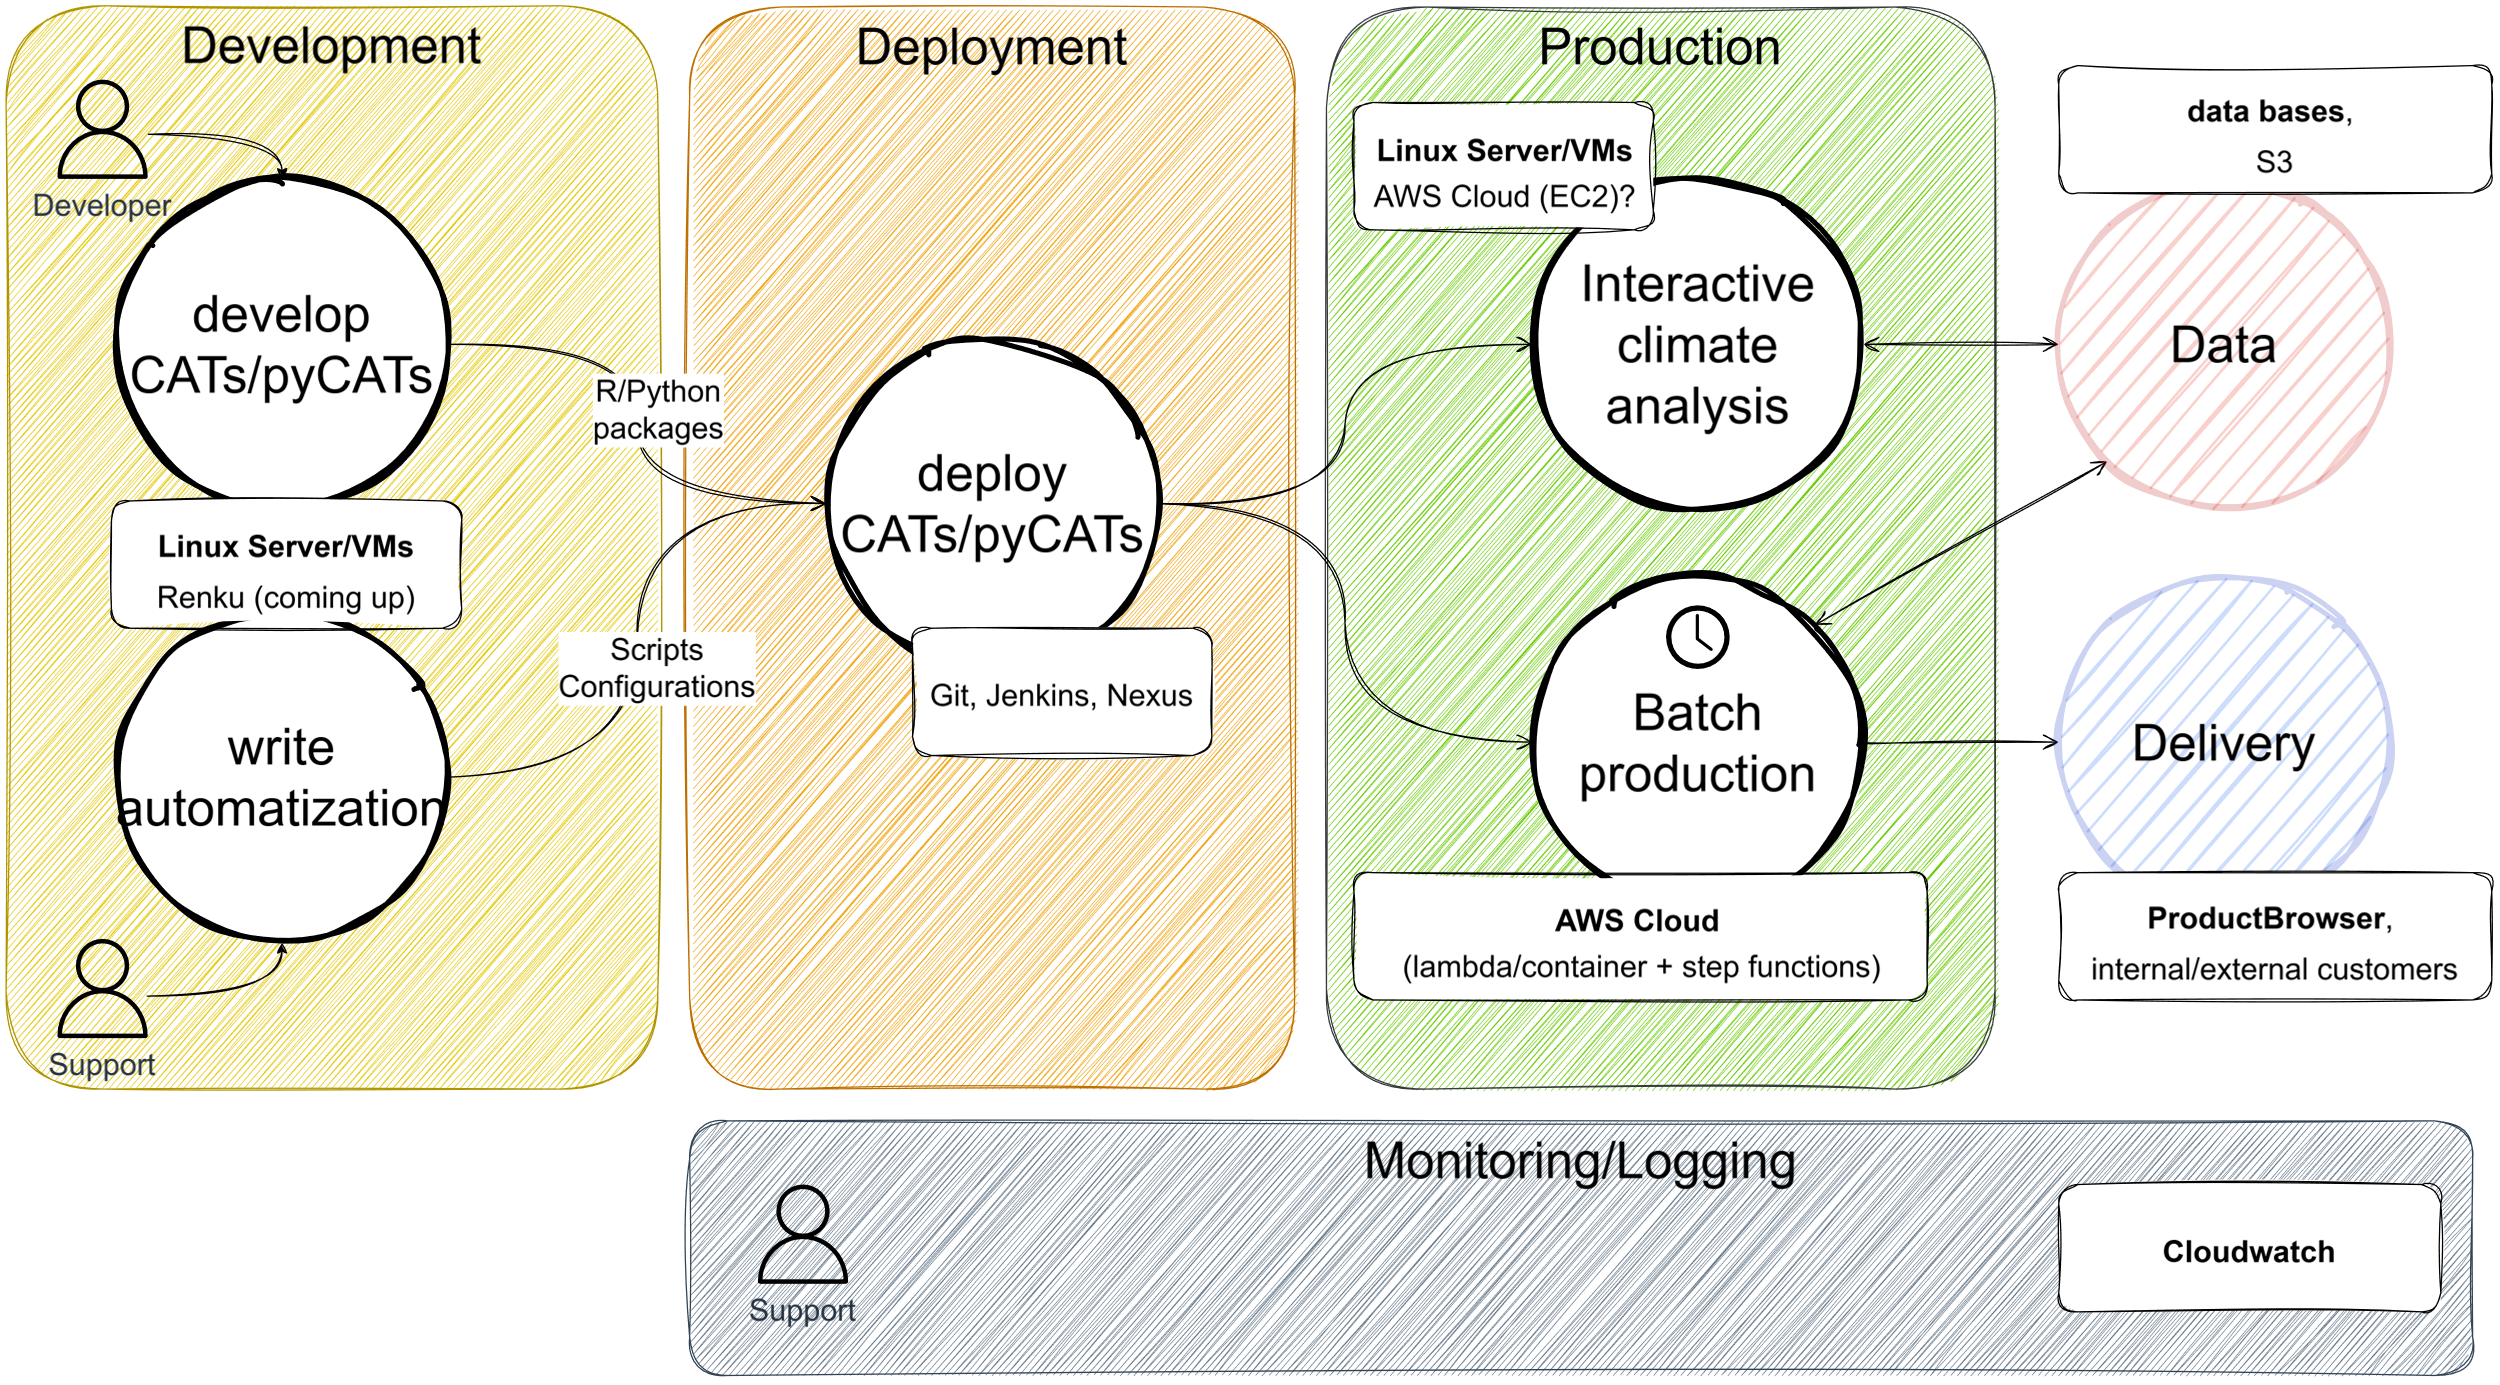 Development
Developer
develop
CATs/pyCATs
Linux Server/VMs
Renku (coming up)
write
automatization
Support
R/Python
packages
Scripts
Configurations
Deployment
deploy
CATs/pyCATs
Git, Jenkins, Nexus
Production
Linux Server/VMs
AWS Cloud (EC2)?
Interactive
climate
analysis
Batch
production
AWS Cloud
(lambda/container + step functions)
data bases,
S3
Data
Delivery
ProductBrowser,
internal/external customers
Monitoring/Logging
Support
Cloudwatch